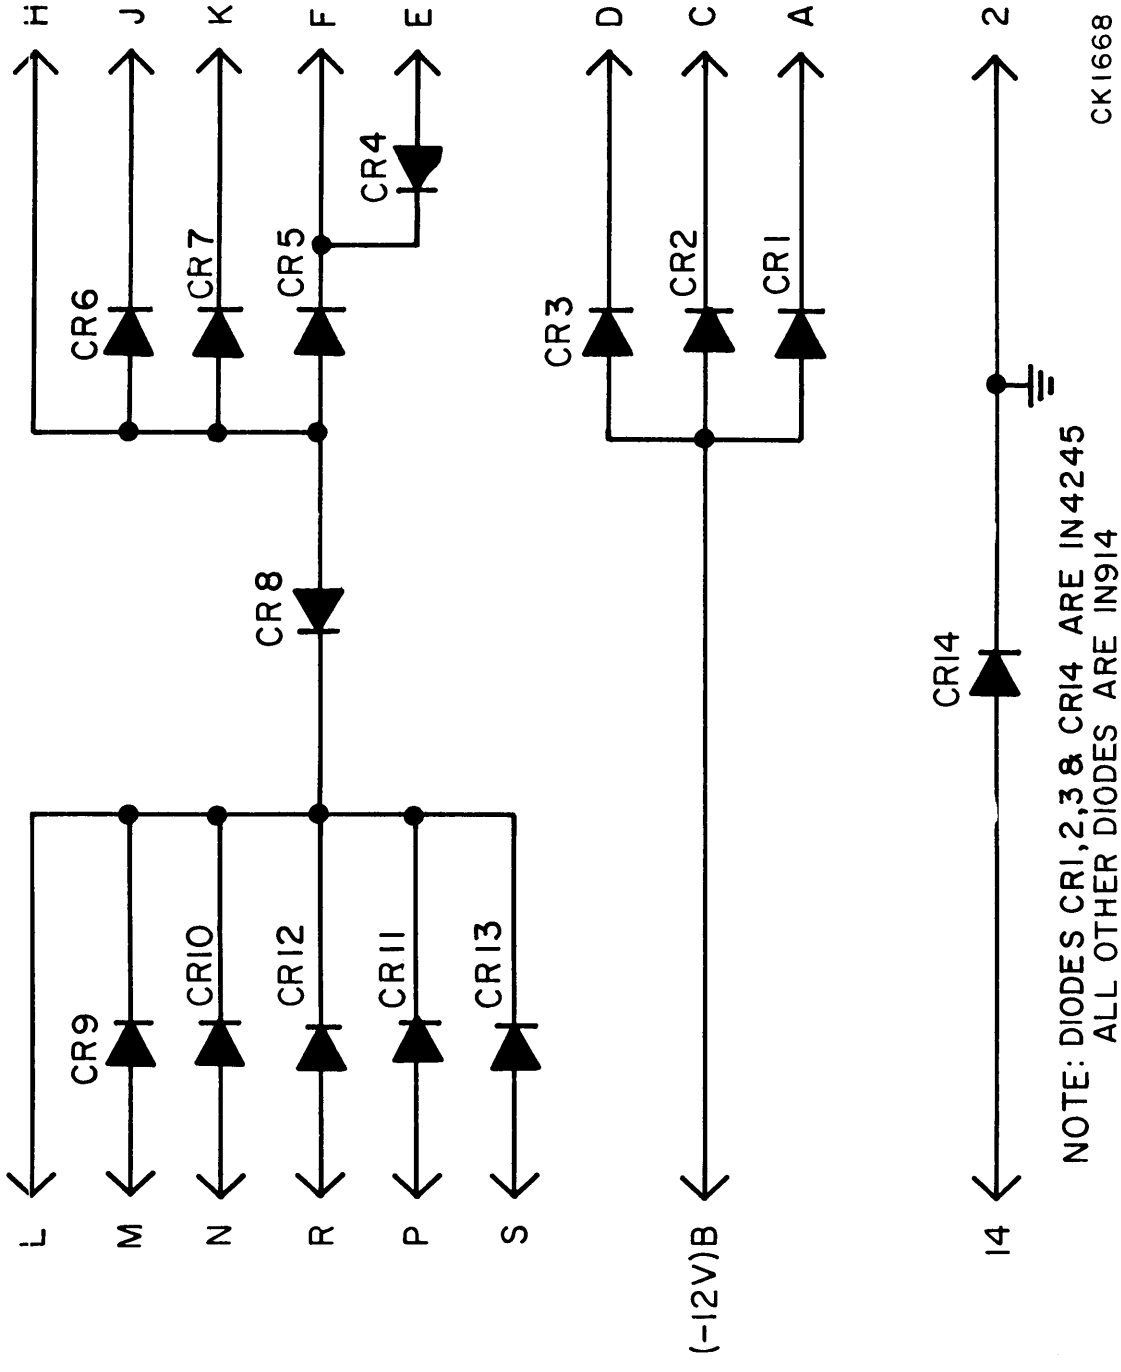 H
J
K
F
E
D
C
A
2
CR6
CR7
CR5
CR4
CR3
CR2
CR1
CR8
CR14
CR9
CR10
CR12
CR11
CR13
L
M
N
R
P
S
(-12V)B
14
NOTE: DIODES CR1,2,3 & CR14 ARE IN4245
ALL OTHER DIODES ARE IN914
CK1668